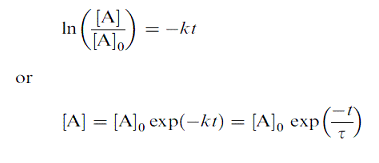 ln([A]/[A]₀) = −kt
or
[A] = [A]₀ exp(−kt) = [A]₀ exp(−t/τ)